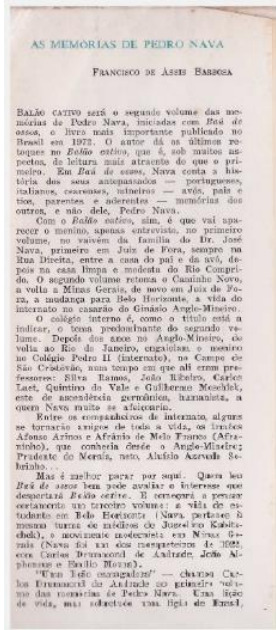 AS MEMÓRIAS DE PEDRO NAVA
FRANCISCO DE ASSIS BARBOSA
BALÃO CATIVO será o segundo volume das me-
mórias de Pedro Nava, iniciadas com Baú de
ossos, o livro mais importante publicado no
Brasil em 1972. O autor dá os últimos re-
toques no Balão cativo, que é, sob muitos as-
pectos, de leitura mais atraente do que o pri-
meiro. Em Baú de ossos, Nava conta a his-
tória dos seus antepassados — portugueses,
italianos, cearenses, mineiros — avós, pais e
tios, parentes e aderentes — memórias dos
outros, e não dele, Pedro Nava.
Com o Balão cativo, sim, é que vai apa-
recer o menino, apenas entrevisto, no primeiro
volume, no vaivém da família do Dr. José
Nava, primeiro em Juiz de Fora, sempre na
Rua Direita, entre a casa do pai e da avó, de-
pois na casa limpa e modesta do Rio Compri-
do. O segundo volume retoma o Caminho Novo,
a volta a Minas Gerais, de novo em Juiz de Fo-
ra, a mudança para Belo Horizonte, a vida do
internato no casarão do Ginásio Anglo-Mineiro.
O colégio interno é, como o título está a
indicar, o tema predominante do segundo vo-
lume. Depois dos anos no Anglo-Mineiro, de
volta ao Rio de Janeiro, engaiolam o menino
no Colégio Pedro II (internato), no Campo de
São Cristóvão, num tempo em que ali eram pro-
fessores: Silva Ramos, João Ribeiro, Carlos
Laet, Quintino do Vale e Guilherme
este de ascendência germânica, humanista, a
quem Nava muito se afeiçoaria.
Entre os companheiros de internato, alguns
se tornarão amigos de toda a vida, os irmãos
Afonso Arinos e Afrânio de Melo Franco (Afra-
ninho), que conheria desde o Anglo-Mineiro;
Prudente de Morais, neto, Aluísio Azevedo So-
brinho...
Mas é melhor parar por aqui. Quem leu
Baú de ossos bem pode avaliar o interesse que
despertará Balão cativo. E começará a pensar
certamente um terceiro volume: a vida de es-
tudante em Belo Horizonte (Nava pertence à
mesma turma de médicos de Juscelino Kubits-
chek), o movimento modernista em Minas Ge-
rais (Nava foi um dos mosqueteiros de 1922,
com Carlos Drummond de Andrade, João Al-
phonsus e Emílio Moura).
"Uma lição esmagadora" — chamou Car-
los Drummond de Andrade ao primeiro volu-
me das memórias de Pedro Nava. Uma lição
de vida, mas sobretudo uma lição de Brasil,